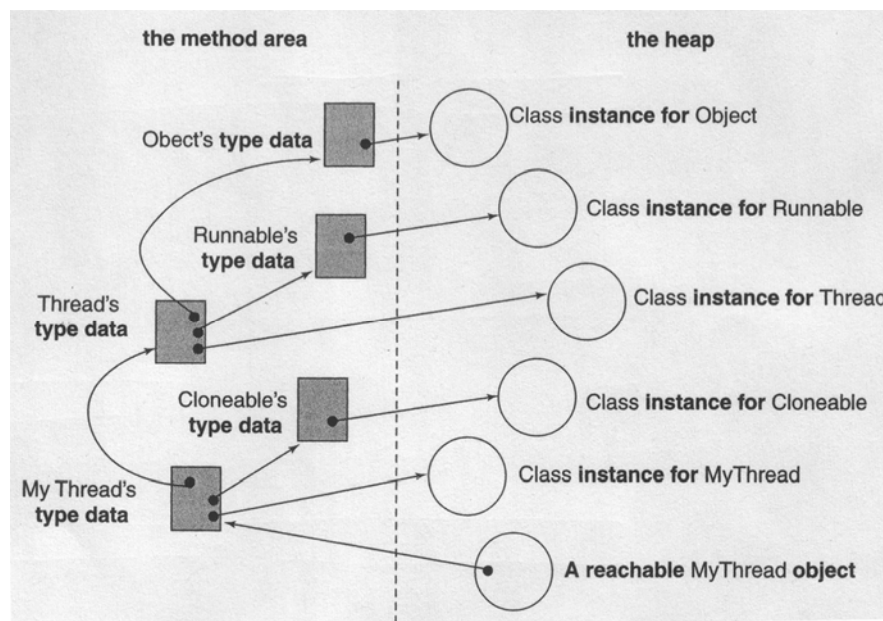 the method area
the heap
Obect's type data
Class instance for Object
Runnable's
type data
Class instance for Runnable
Thread's
type data
Class instance for Thread
Cloneable's
type data
Class instance for Cloneable
My Thread's
type data
Class instance for MyThread
A reachable MyThread object